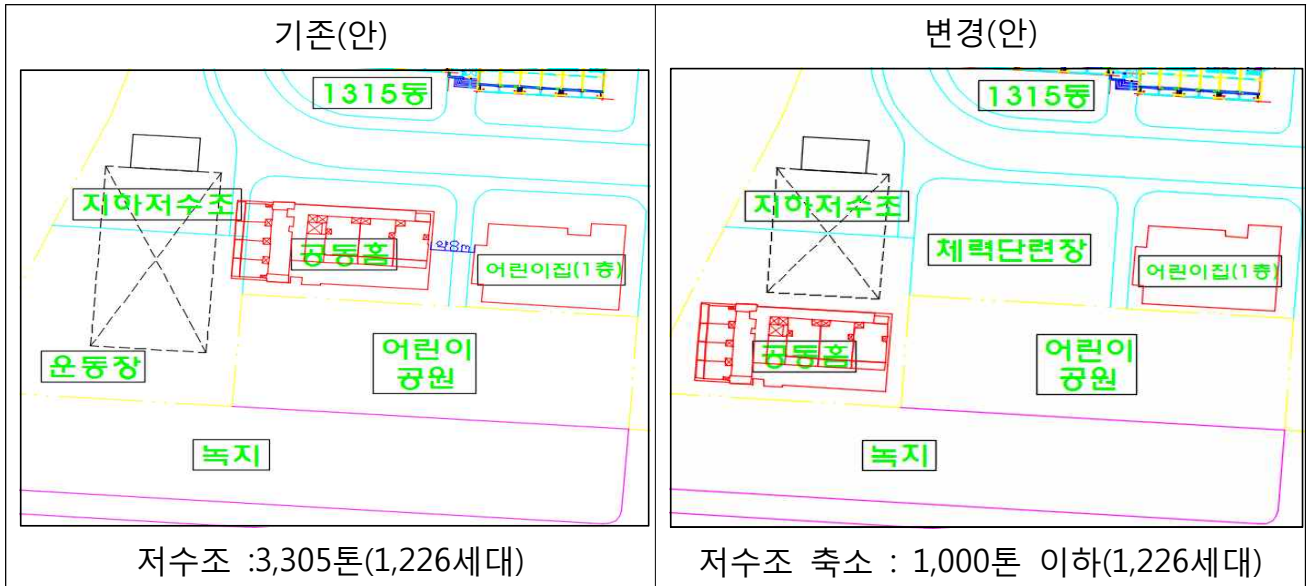 기존(안)
1315동
지하저수조
공동홈
약8m
어린이집(1층)
운동장
어린이
공원
녹지
저수조 :3,305톤(1,226세대)
변경(안)
1315동
지하저수조
체력단련장
어린이집(1층)
공동홈
어린이
공원
녹지
저수조 축소 : 1,000톤 이하(1,226세대)